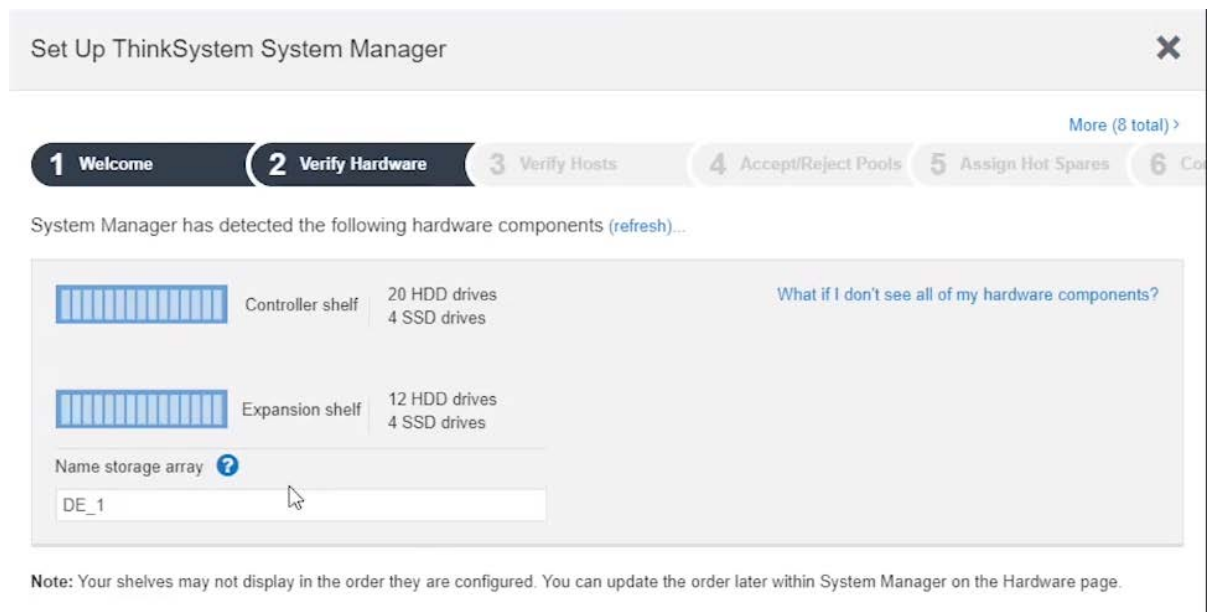 Set Up ThinkSystem System Manager
More (8 total) >
1 Welcome
2 Verify Hardware
3 Verify Hosts
4 Accept/Reject Pools
5 Assign Hot Spares
6
System Manager has detected the following hardware components (refresh)...
Controller shelf
20 HDD drives
4 SSD drives
What if I don't see all of my hardware components?
Expansion shelf
12 HDD drives
4 SSD drives
Name storage array ?
DE_1
Note: Your shelves may not display in the order they are configured. You can update the order later within System Manager on the Hardware page.